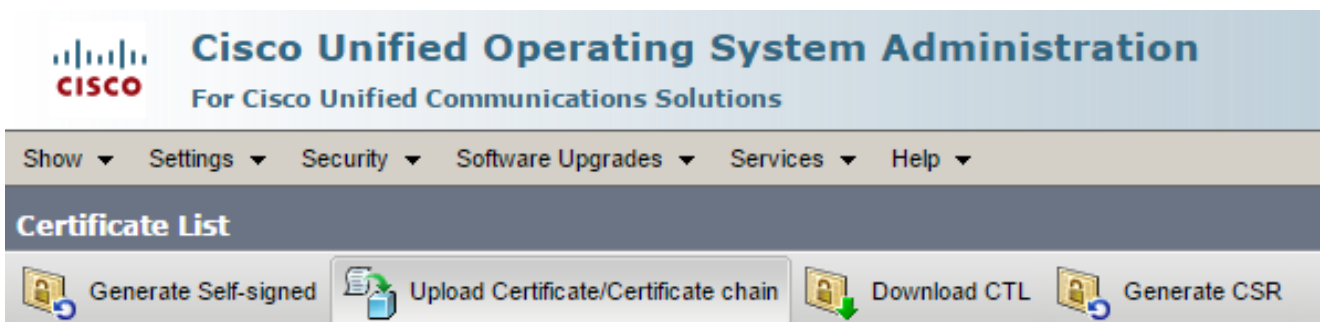 Cisco Unified Operating System Administration
CISCO
For Cisco Unified Communications Solutions
Show Settings Security Software Upgrades Services Help
Certificate List
Generate Self-signed Upload Certificate/Certificate chain Download CTL Generate CSR